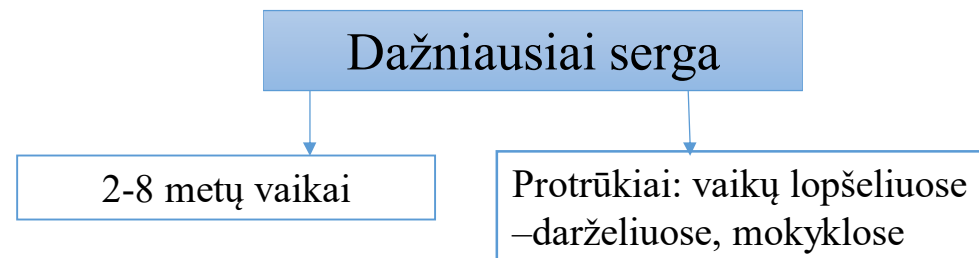 Dažniausiai serga
2-8 metų vaikai
Protrūkiai: vaikų lopšeliuose
–darželiuose, mokyklose